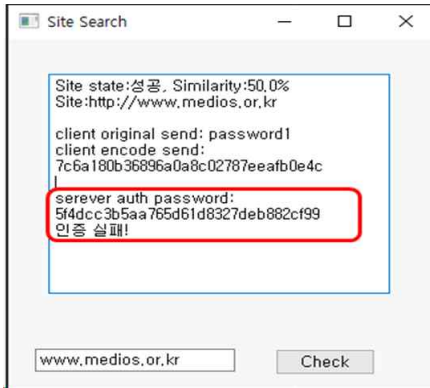 Site Search
Site state:성공, Similarity:50.0%
Site:http://www.medios.or.kr
client original send: password1
client encode send:
7c6a180b36896a0a8c02787eeafb0e4c
serever auth password:
5f4dcc3b5aa765d61d8327deb882cf99
인증 실패!
www.medios.or.kr
Check